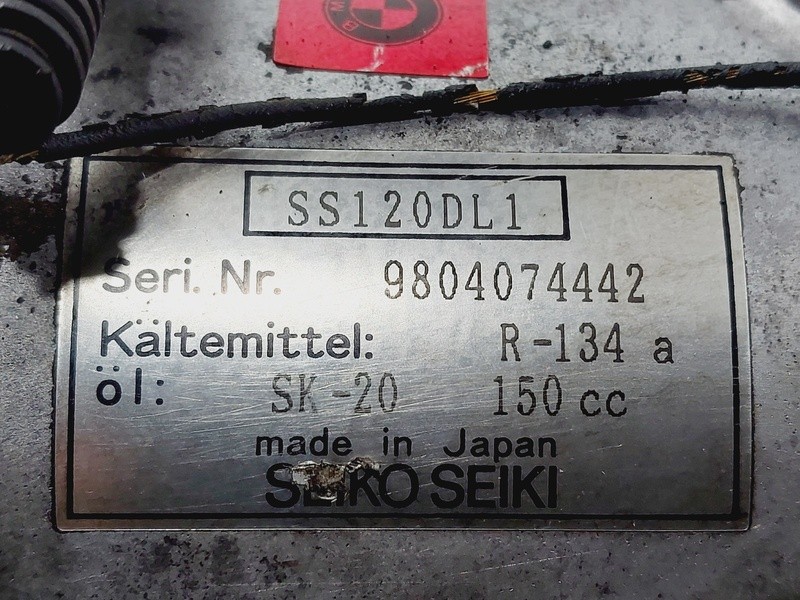 SS120DL1
Seri. Nr. 9804074442
Kältemittel: R-134 a
öl: SK-20 150 cc
made in Japan
SEIKO SEIKI